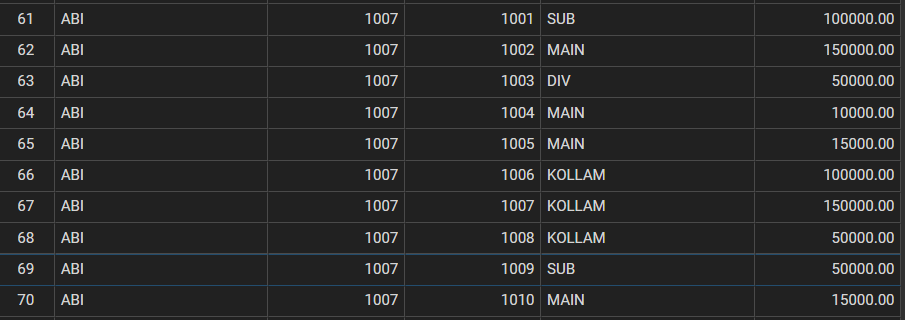 61 ABI 1007 1001 SUB 100000.00
62 ABI 1007 1002 MAIN 150000.00
63 ABI 1007 1003 DIV 50000.00
64 ABI 1007 1004 MAIN 10000.00
65 ABI 1007 1005 MAIN 15000.00
66 ABI 1007 1006 KOLLAM 100000.00
67 ABI 1007 1007 KOLLAM 150000.00
68 ABI 1007 1008 KOLLAM 50000.00
69 ABI 1007 1009 SUB 50000.00
70 ABI 1007 1010 MAIN 15000.00